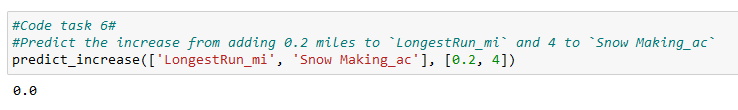 #Code task 6#
#Predict the increase from adding 0.2 miles to `LongestRun_mi` and 4 to `Snow Making_ac`
predict_increase(['LongestRun_mi', 'Snow Making_ac'], [0.2, 4])
0.0